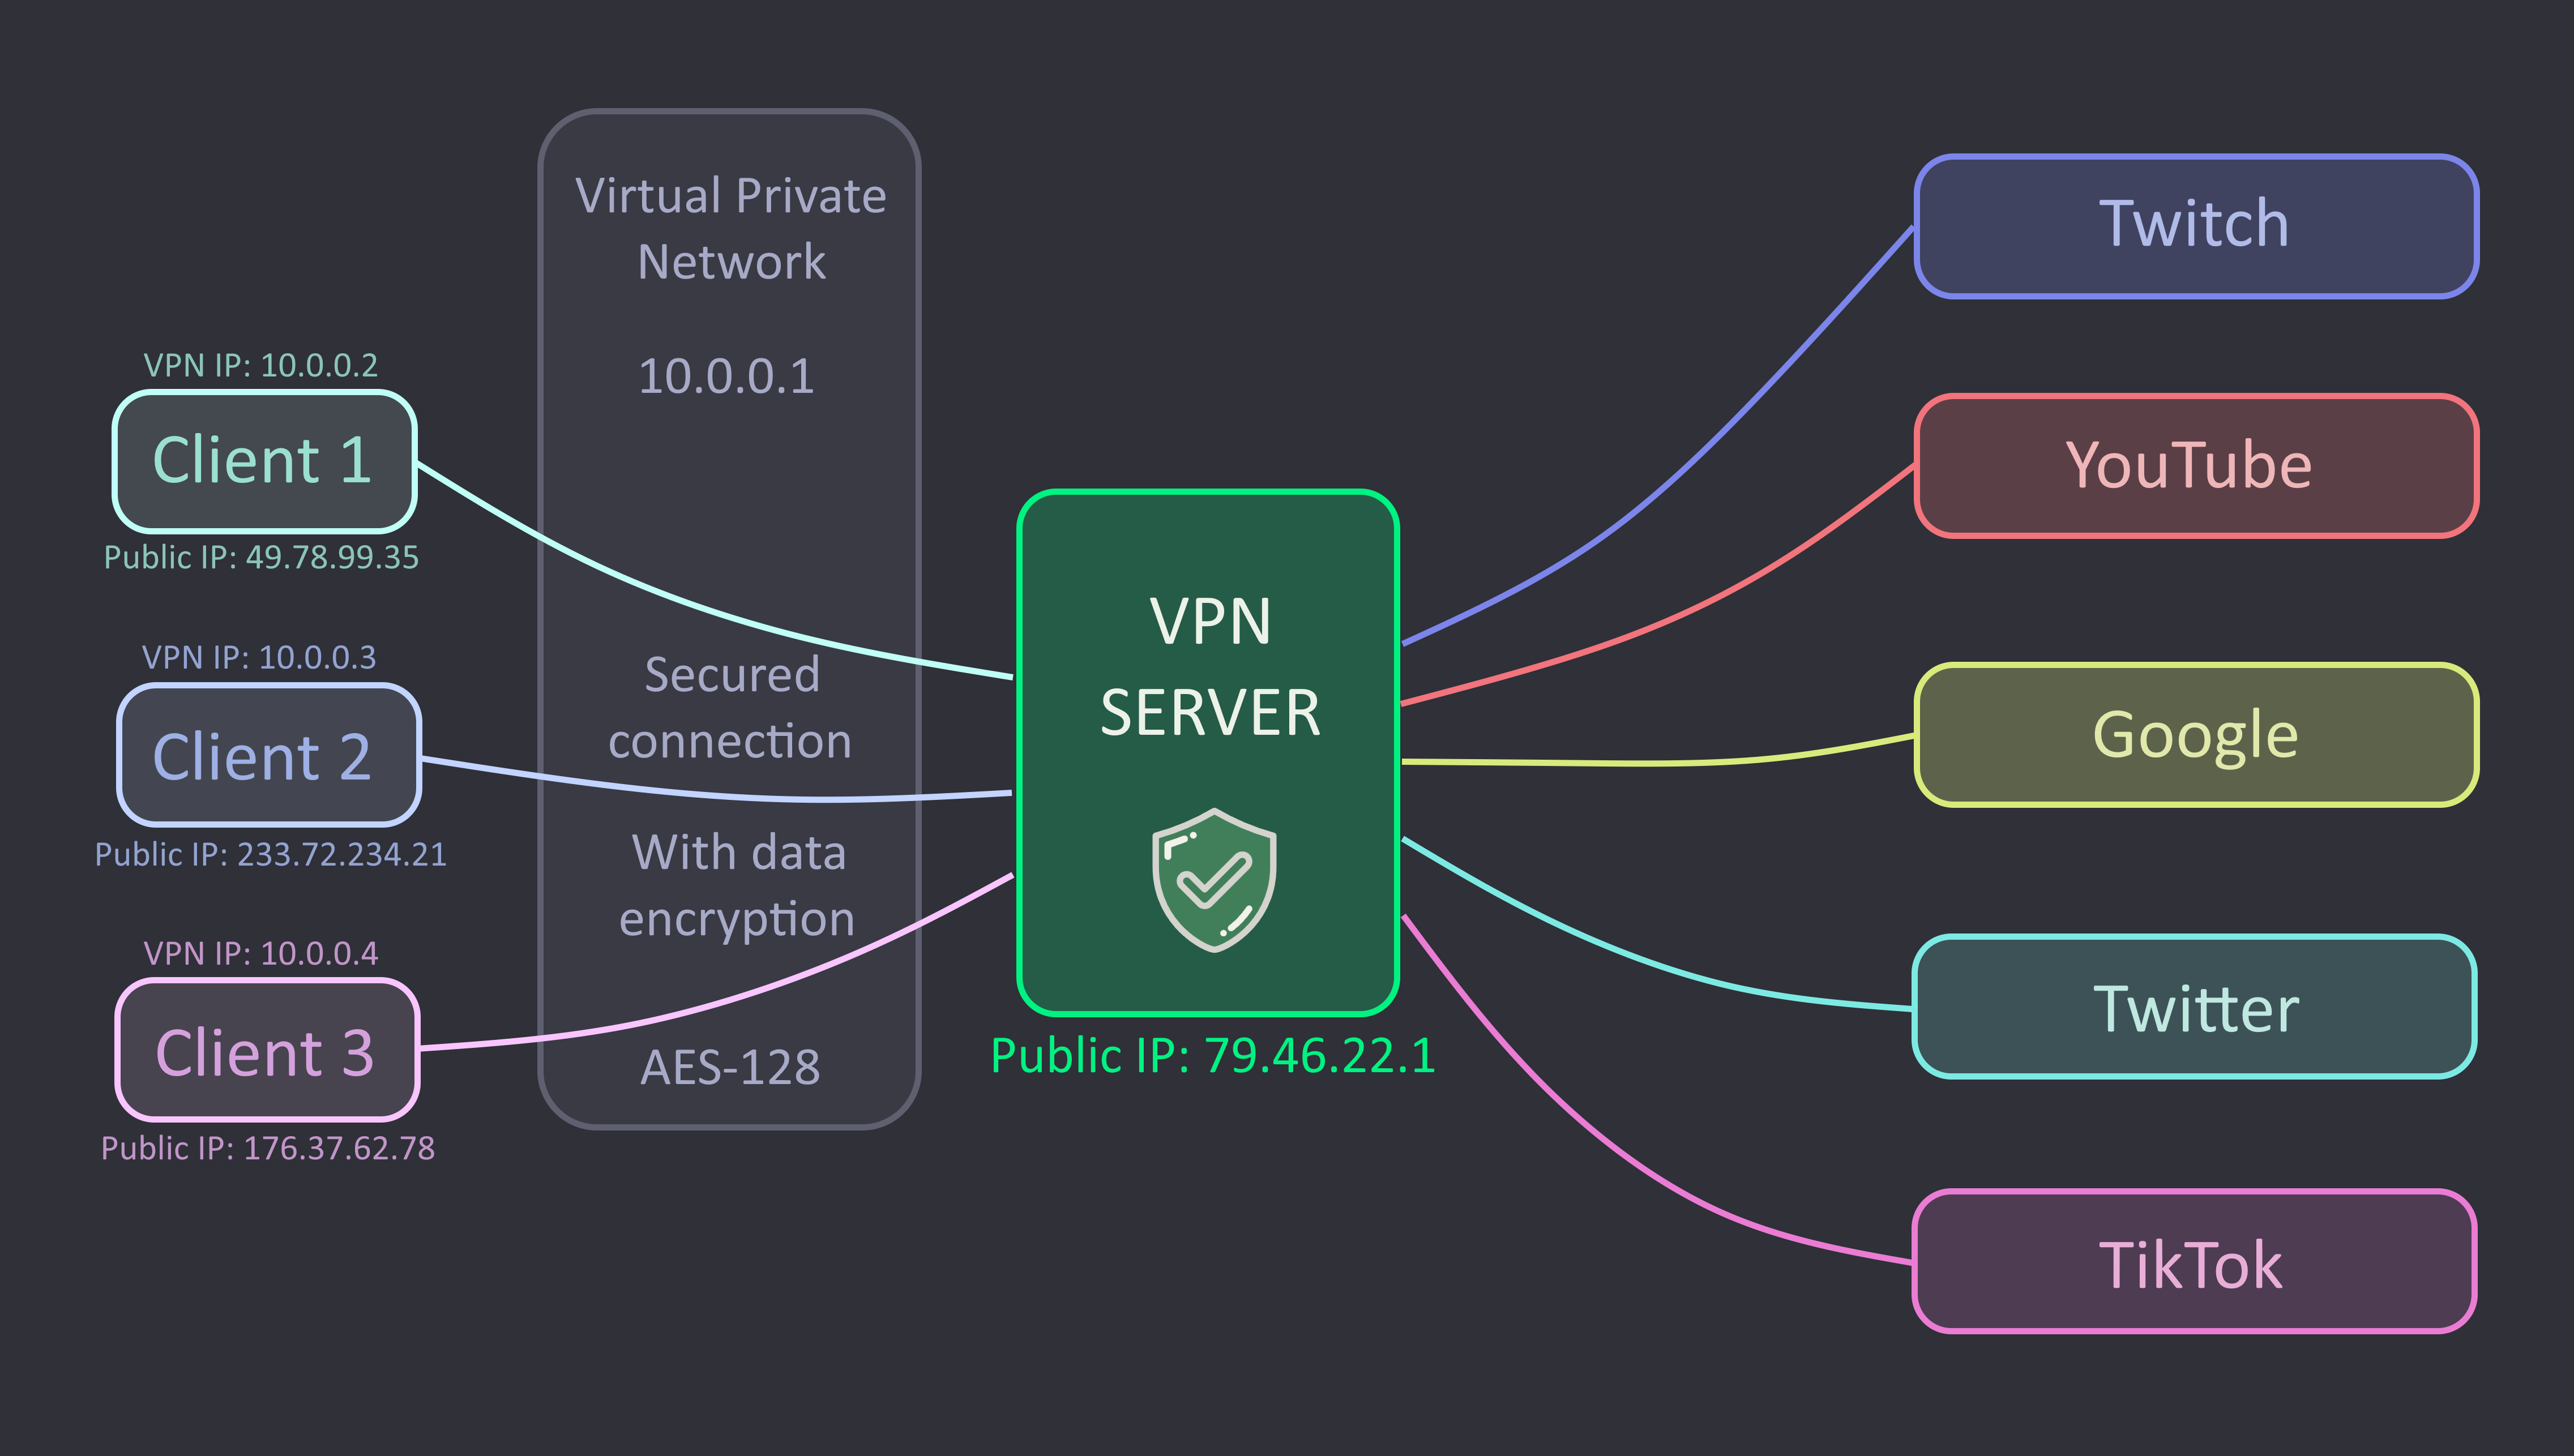 VPN IP: 10.0.0.2
Client 1
Public IP: 49.78.99.35
VPN IP: 10.0.0.3
Client 2
Public IP: 233.72.234.21
VPN IP: 10.0.0.4
Client 3
Public IP: 176.37.62.78
Virtual Private
Network
10.0.0.1
Secured
connection
With data
encryption
AES-128
VPN
SERVER
Public IP: 79.46.22.1
Twitch
YouTube
Google
Twitter
TikTok